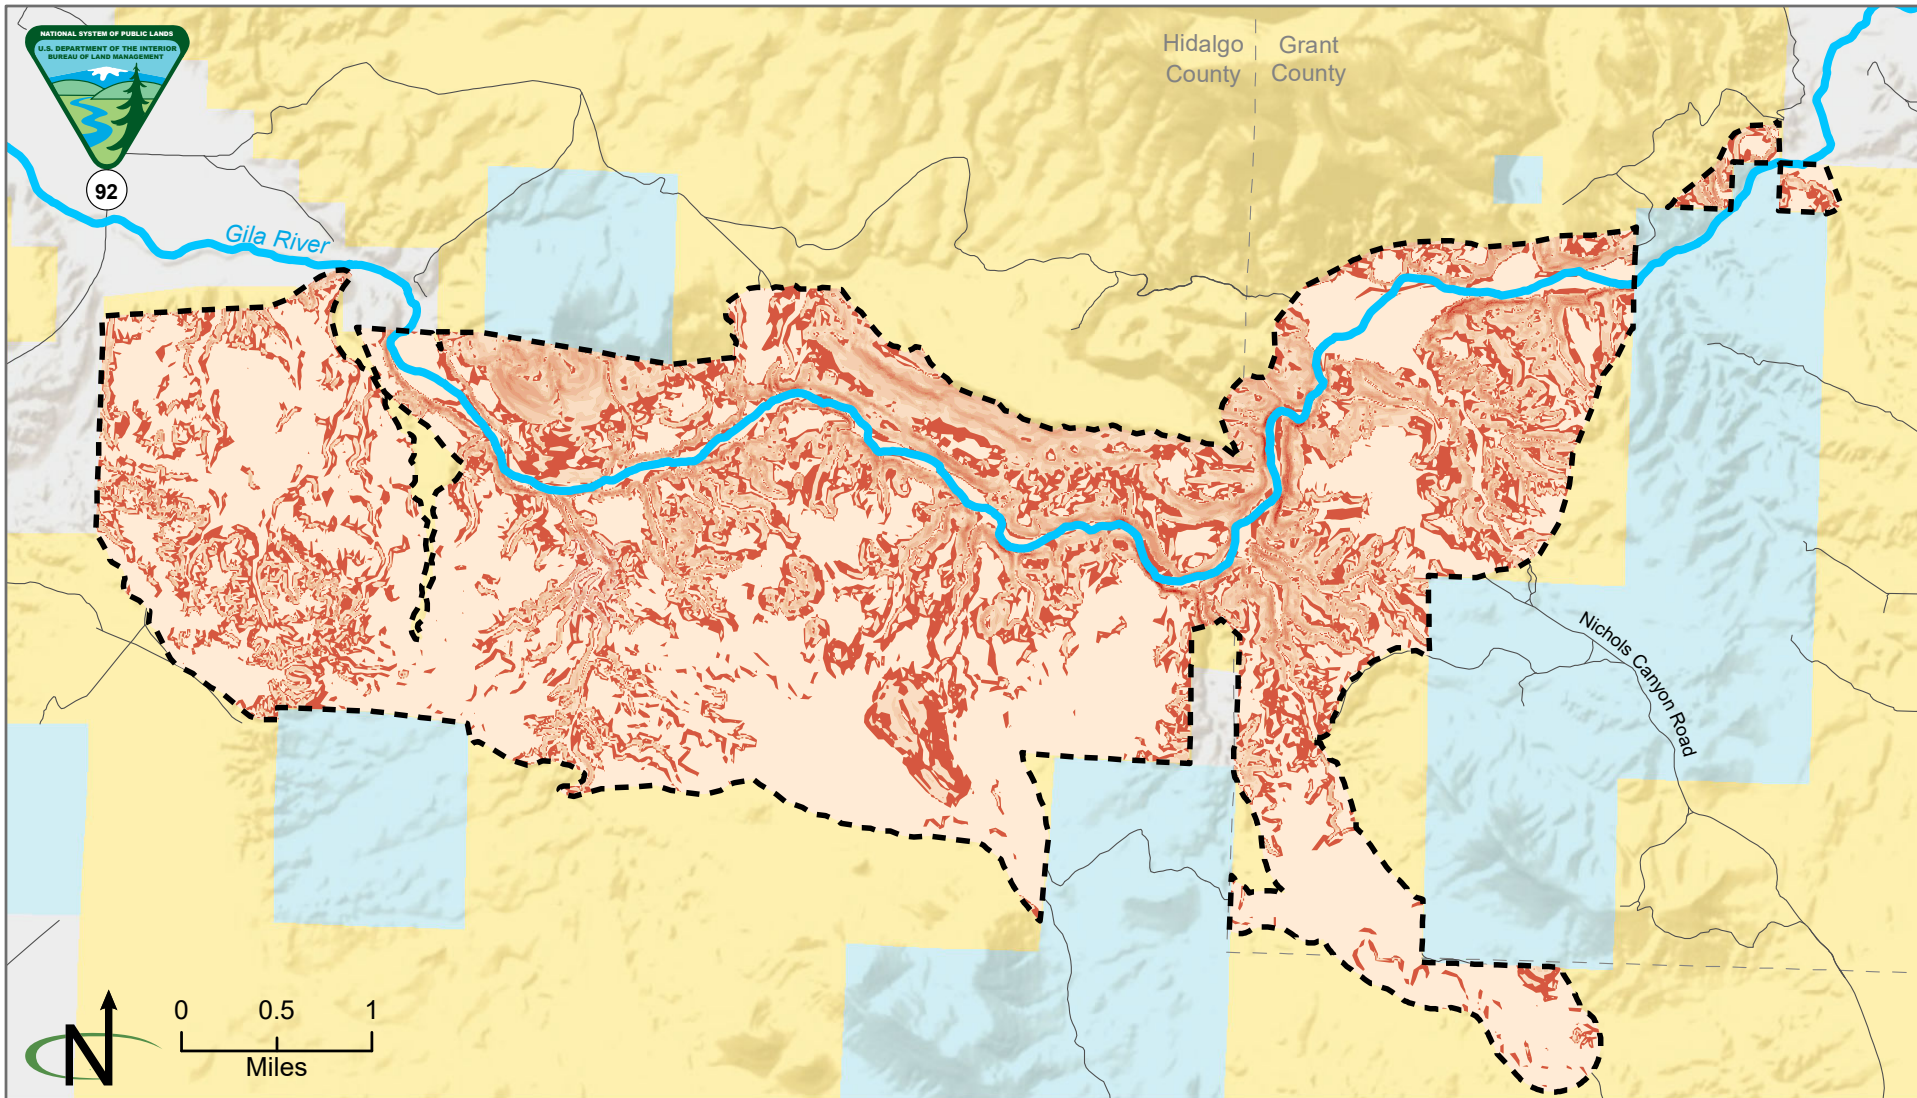 NATIONAL SYSTEM OF PUBLIC LANDS
U.S. DEPARTMENT OF THE INTERIOR
BUREAU OF LAND MANAGEMENT
92
Hidalgo
County
Grant
County
Gila River
Nichols Canyon Road
N
0 0.5 1
Miles